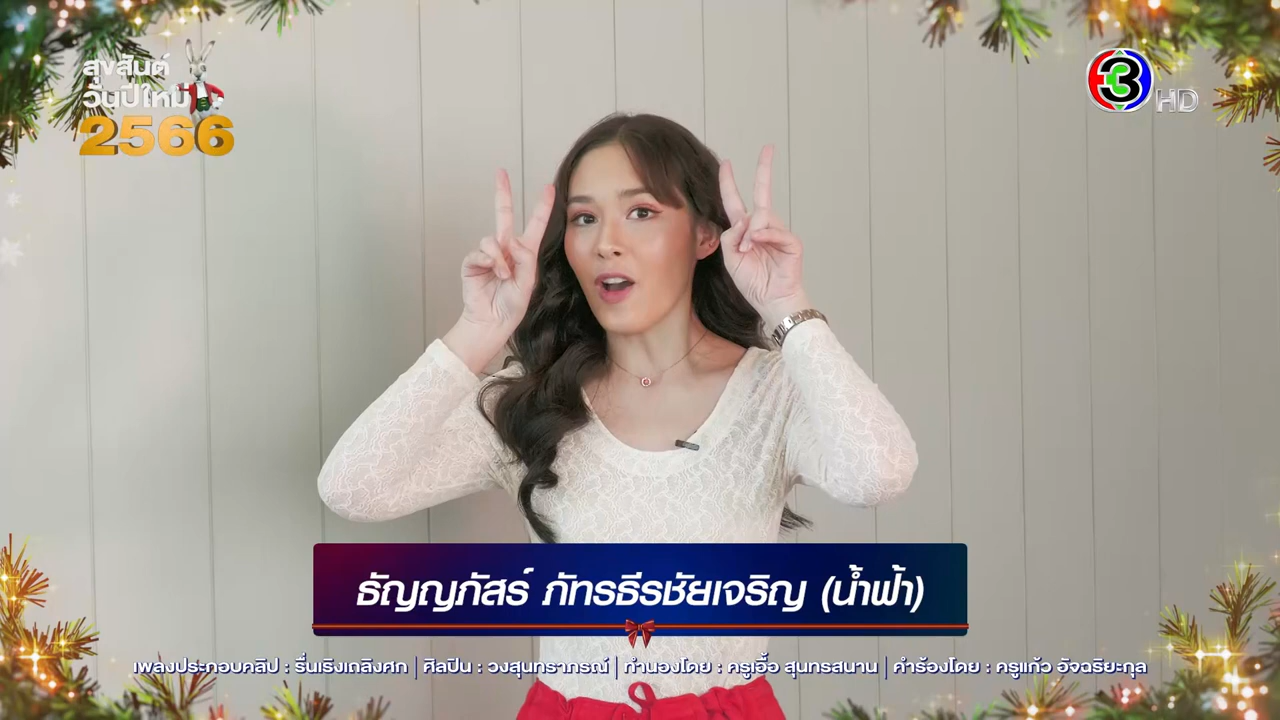 สุขสันต์
วันปีใหม่
2566
3 HD
ธัญญภัสร์ ภัทรธีรชัยเจริญ (น้ำฟ้า)
เพลงประกอบคลิป : รื่นเริงเถลิงศก | ศิลปิน : วงสุนทราภรณ์ | ทำนองโดย : ครูเอื้อ สุนทรสนาน | คำร้องโดย : ครูแก้ว อัจฉริยะกุล